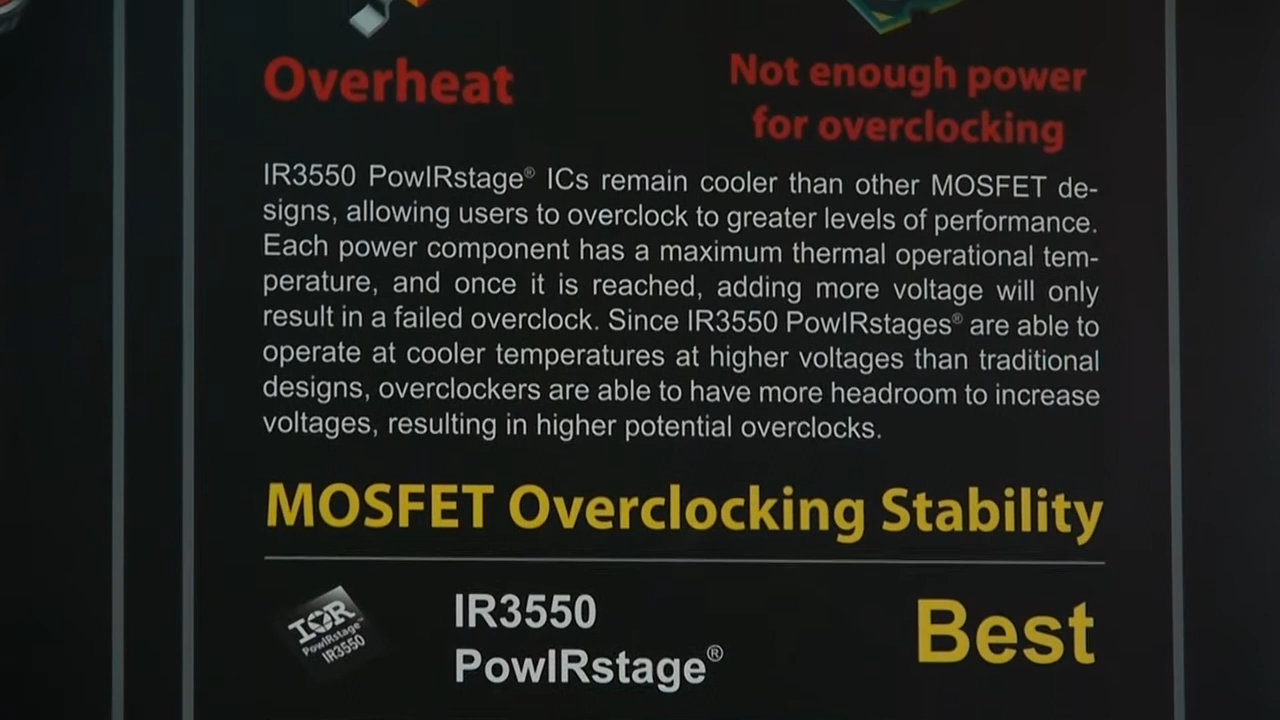 Overheat
Not enough power
for overclocking
IR3550 PowIRstage® ICs remain cooler than other MOSFET de-
signs, allowing users to overclock to greater levels of performance.
Each power component has a maximum thermal operational tem-
perature, and once it is reached, adding more voltage will only
result in a failed overclock. Since IR3550 PowIRstages® are able to
operate at cooler temperatures at higher voltages than traditional
designs, overclockers are able to have more headroom to increase
voltages, resulting in higher potential overclocks.
MOSFET Overclocking Stability
IOR
PowIRstage™
IR3550
IR3550
PowIRstage®
Best